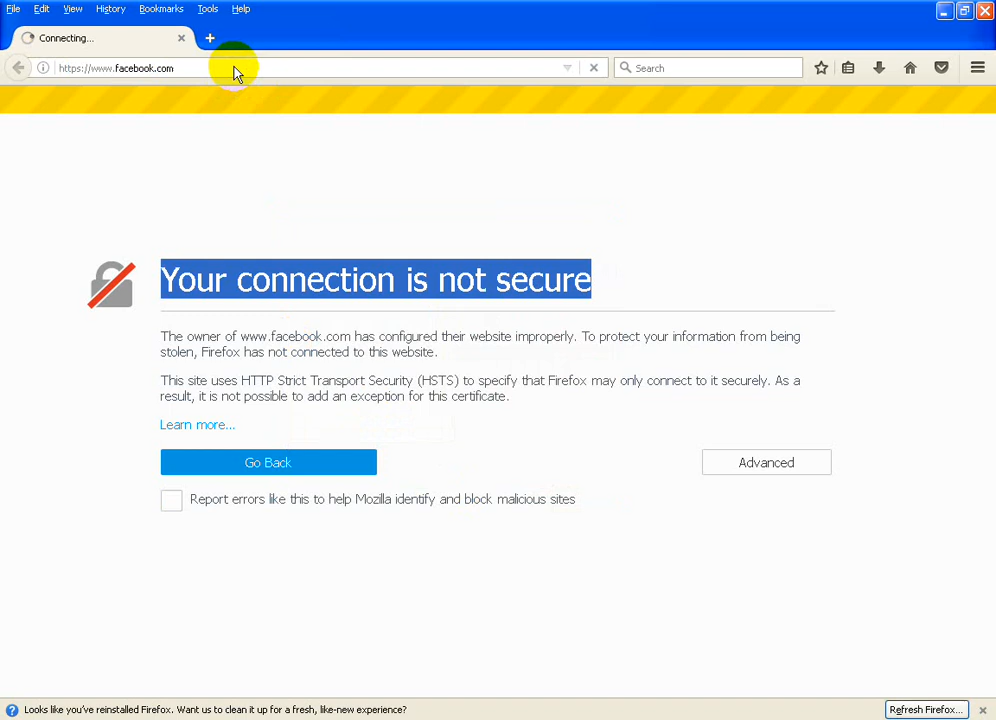 File Edit View History Bookmarks Tools Help
Connecting...
https://www.facebook.com
Search
Your connection is not secure
The owner of www.facebook.com has configured their website improperly. To protect your information from being
stolen, Firefox has not connected to this website.
This site uses HTTP Strict Transport Security (HSTS) to specify that Firefox may only connect to it securely. As a
result, it is not possible to add an exception for this certificate.
Learn more...
Go Back
Advanced
Report errors like this to help Mozilla identify and block malicious sites
Looks like you've reinstalled Firefox. Want us to clean it up for a fresh, like-new experience?
Refresh Firefox...